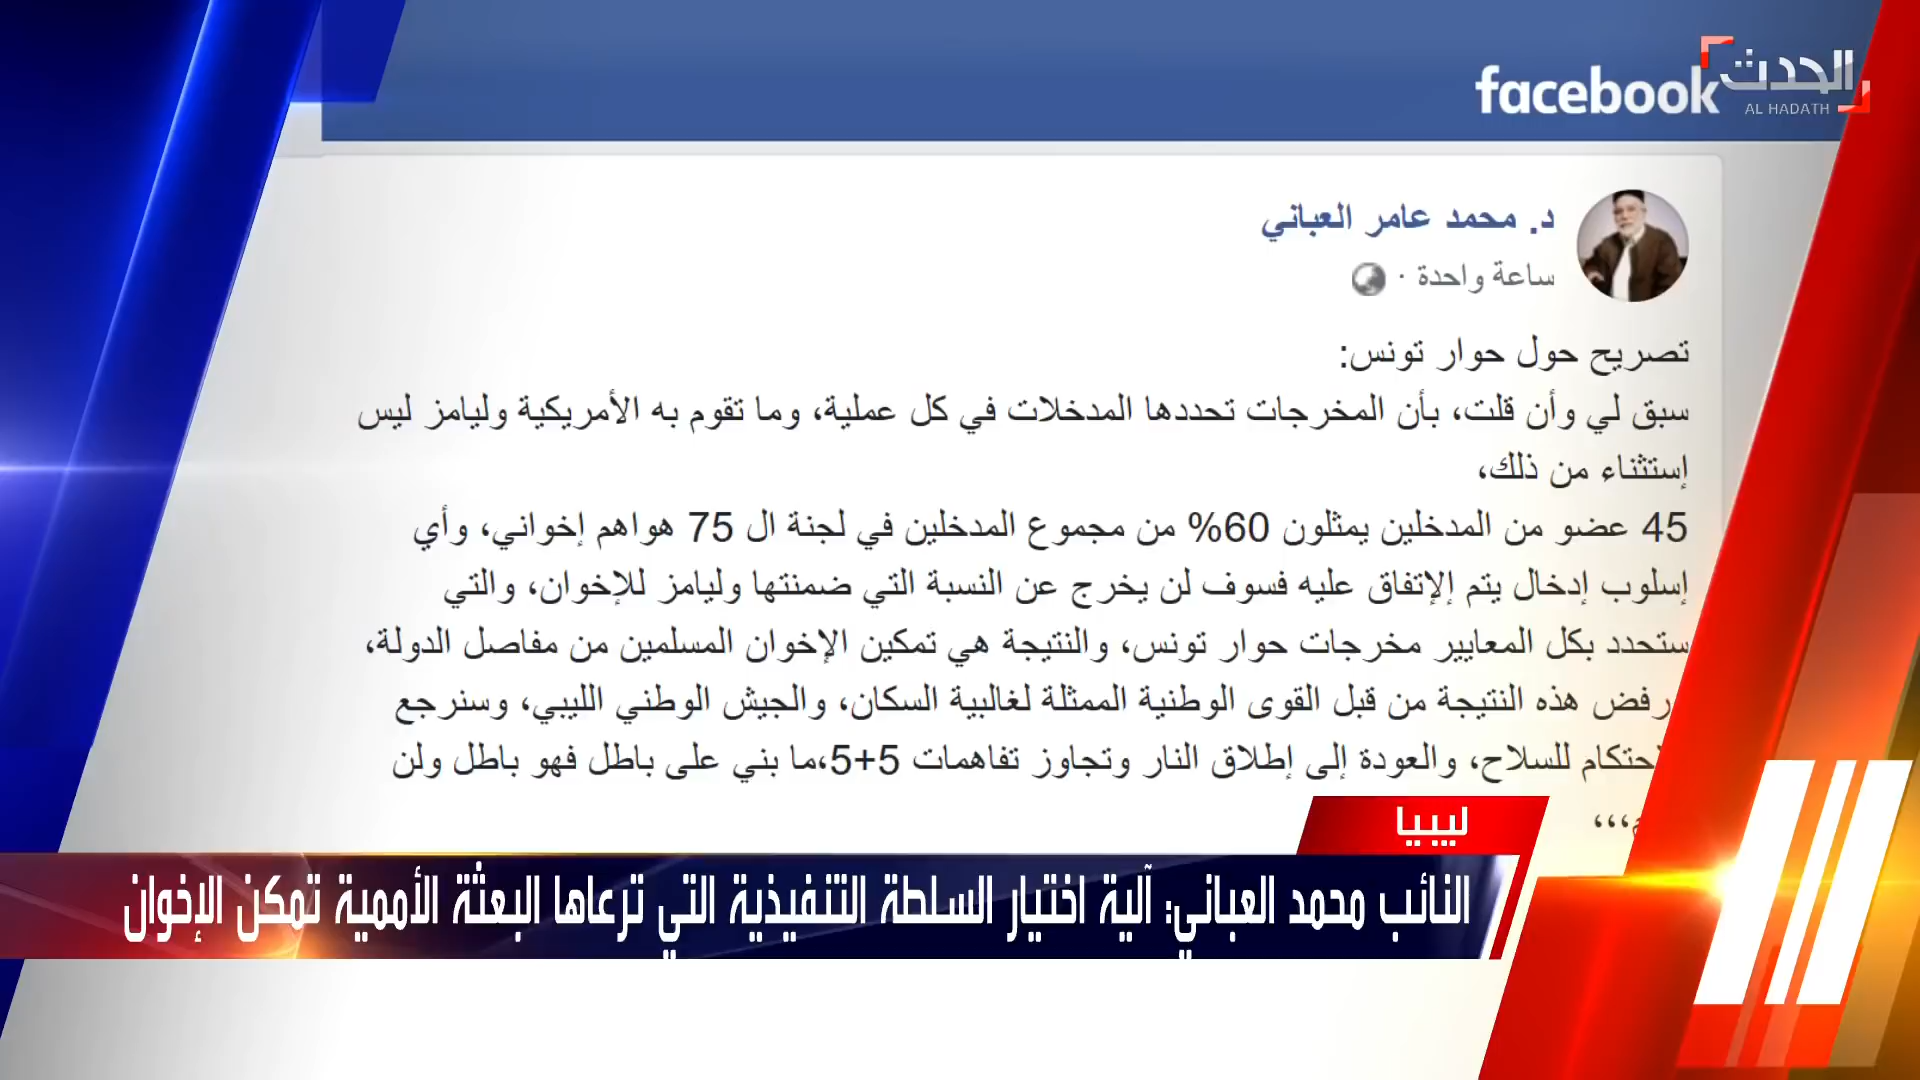 facebook
الحدث
AL HADATH
د. محمد عامر العباني
ساعة واحدة ·
تصريح حول حوار تونس:
سبق لي وأن قلت، بأن المخرجات تحددها المدخلات في كل عملية، وما تقوم به الأمريكية وليامز ليس
إستثناء من ذلك،
45 عضو من المدخلين يمثلون 60% من مجموع المدخلين في لجنة ال 75 هواهم إخواني، وأي
إسلوب إدخال يتم الإتفاق عليه فسوف لن يخرج عن النسبة التي ضمنتها وليامز للإخوان، والتي
ستحدد بكل المعايير مخرجات حوار تونس، والنتيجة هي تمكين الإخوان المسلمين من مفاصل الدولة،
رفض هذه النتيجة من قبل القوى الوطنية الممثلة لغالبية السكان، والجيش الوطني الليبي، وسنرجع
للسلاح، والعودة إلى إطلاق النار وتجاوز تفاهمات 5+5،ما بني على باطل فهو باطل ولن
ليبيا
النائب محمد العباني: آلية اختيار السلطة التنفيذية التي ترعاها البعثة الأممية تمكن الإخوان